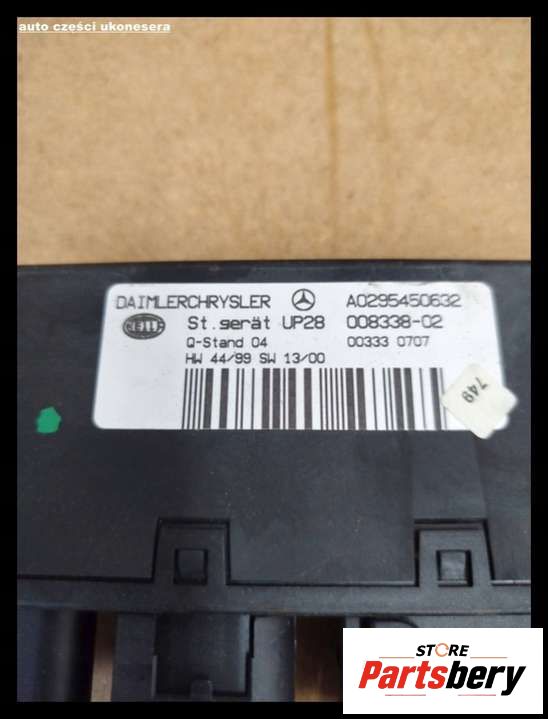 auto części ukonesera
DAIMLERCHRYSLER A0295450632
HELLA St.gerät UP28 008338-02
Q-Stand 04 00333 0707
HW 44/99 SW 13/00
749
STORE
Partsbery